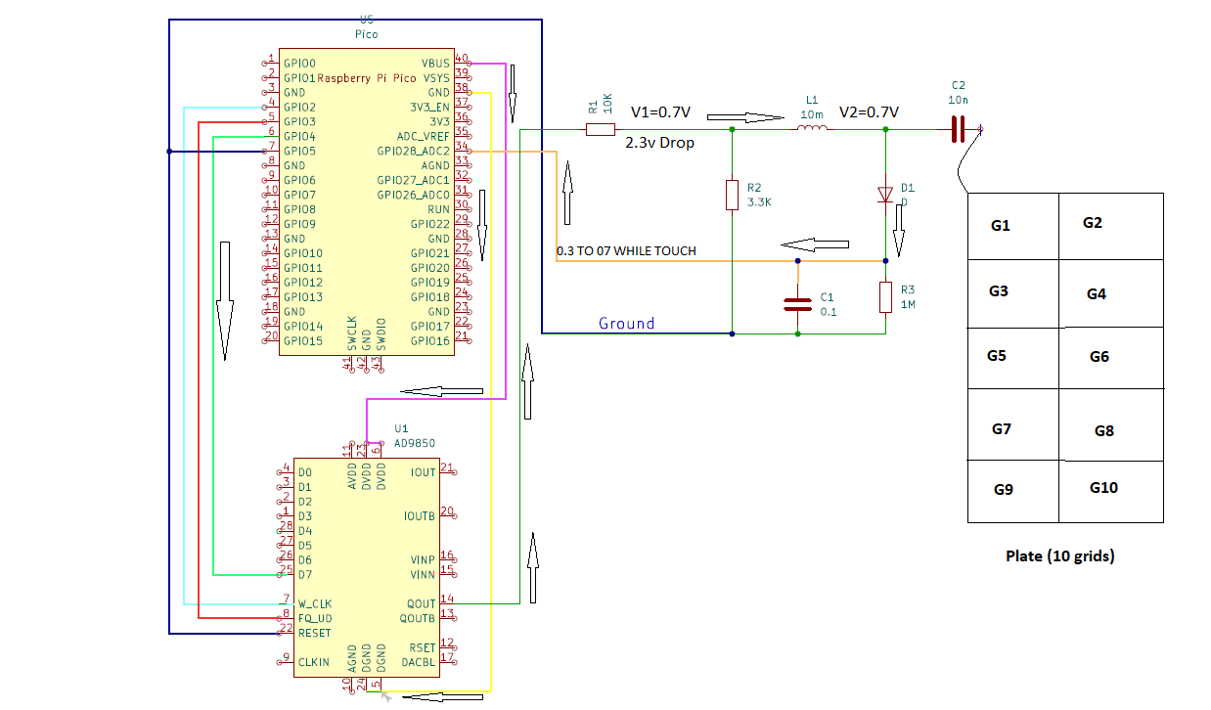 U5
Pico
1 GPIO0 VBUS 40
2 GPIO1 Raspberry Pi Pico VSYS 39
3 GND GND 38
4 GPIO2 3V3_EN 37
5 GPIO3 3V3 36
6 GPIO4 ADC_VREF 35
7 GPIO5 GPIO28_ADC2 34
8 GND AGND 33
9 GPIO6 GPIO27_ADC1 32
10 GPIO7 GPIO26_ADC0 31
11 GPIO8 RUN 30
12 GPIO9 GPIO22 29
13 GND GND 28
14 GPIO10 GPIO21 27
15 GPIO11 GPIO20 26
16 GPIO12 GPIO19 25
17 GPIO13 GPIO18 24
18 GND GND 23
19 GPIO14 GPIO17 22
20 GPIO15 GPIO16 21
SWCLK GND SWDIO
41 42 43
R1
10K
V1=0.7V
2.3v Drop
L1
10m
V2=0.7V
C2
10n
R2
3.3K
D1
D
0.3 TO 07 WHILE TOUCH
C1
0.1
R3
1M
Ground
G1 G2
G3 G4
G5 G6
G7 G8
G9 G10
Plate (10 grids)
U1
AD9850
11 23 6
AVDD DVDD DVDD
4 D0 IOUT 21
3 D1
2 D2
1 D3 IOUTB 20
28 D4
27 D5
26 D6 VINP 16
25 D7 VINN 15
7 W_CLK QOUT 14
8 FQ_UD QOUTB 13
22 RESET
RSET 12
9 CLKIN DACBL 17
AGND DGND DGND
10 24 5